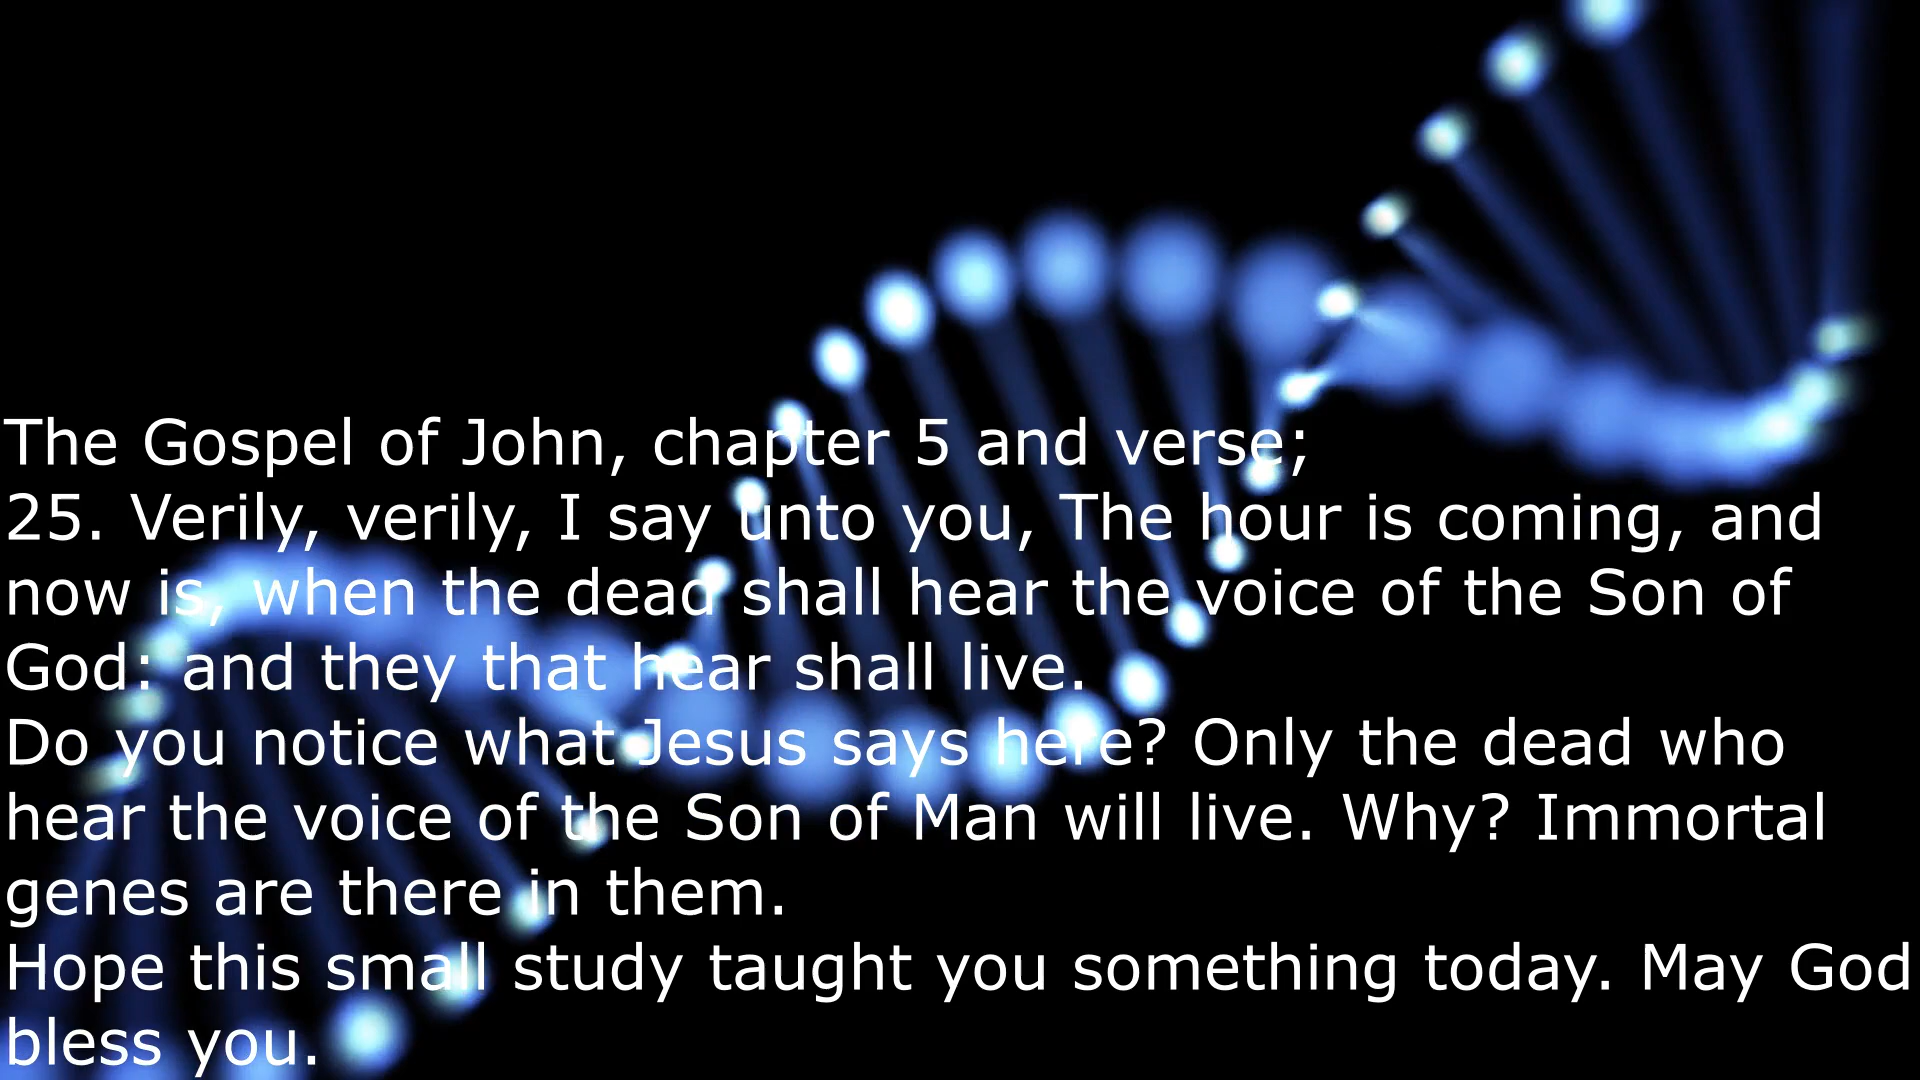 The Gospel of John, chapter 5 and verse;
25. Verily, verily, I say unto you, The hour is coming, and
now is, when the dead shall hear the voice of the Son of
God: and they that hear shall live.
Do you notice what Jesus says here? Only the dead who
hear the voice of the Son of Man will live. Why? Immortal
genes are there in them.
Hope this small study taught you something today. May God
bless you.